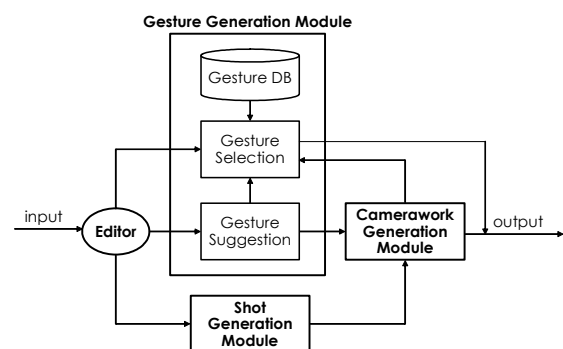 Gesture Generation Module
Gesture DB
Gesture
Selection
input
Editor
Gesture
Suggestion
Camerawork
Generation
Module
output
Shot
Generation
Module